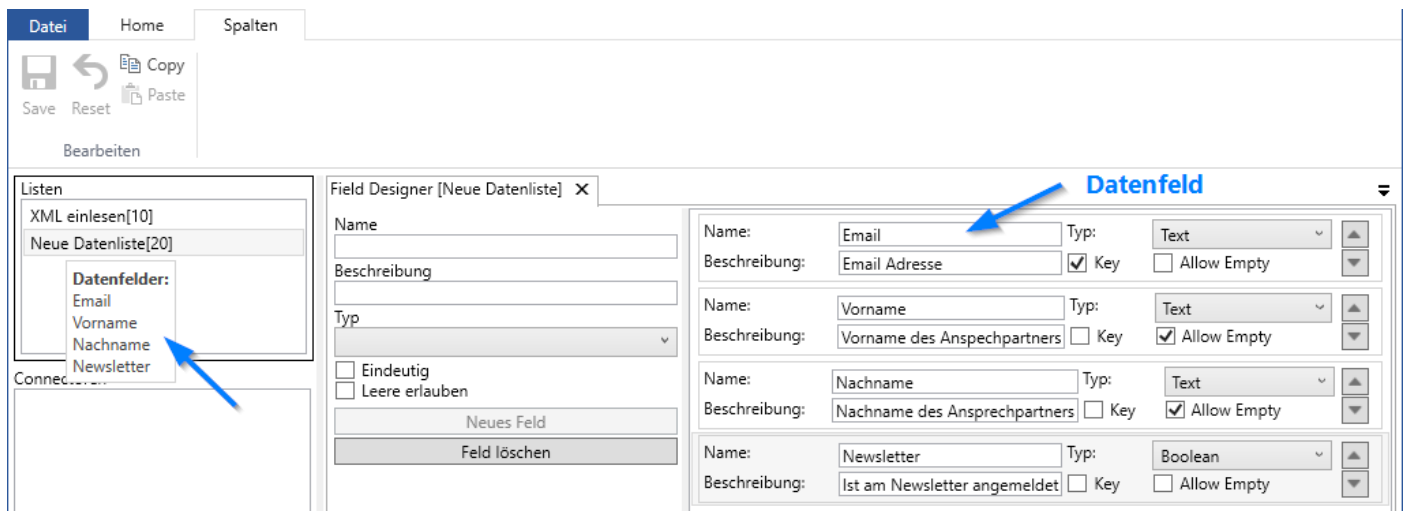 Datei Home Spalten
Copy
Paste
Save Reset
Bearbeiten
Listen
XML einlesen[10]
Neue Datenliste[20]
Datenfelder:
Email
Vorname
Nachname
Newsletter
Connectoren
Field Designer [Neue Datenliste] X
Name
Beschreibung
Typ
Eindeutig
Leere erlauben
Neues Feld
Feld löschen
Datenfeld
Name: Email Typ: Text
Beschreibung: Email Adresse Key Allow Empty
Name: Vorname Typ: Text
Beschreibung: Vorname des Anspechpartners Key Allow Empty
Name: Nachname Typ: Text
Beschreibung: Nachname des Ansprechpartners Key Allow Empty
Name: Newsletter Typ: Boolean
Beschreibung: Ist am Newsletter angemeldet Key Allow Empty